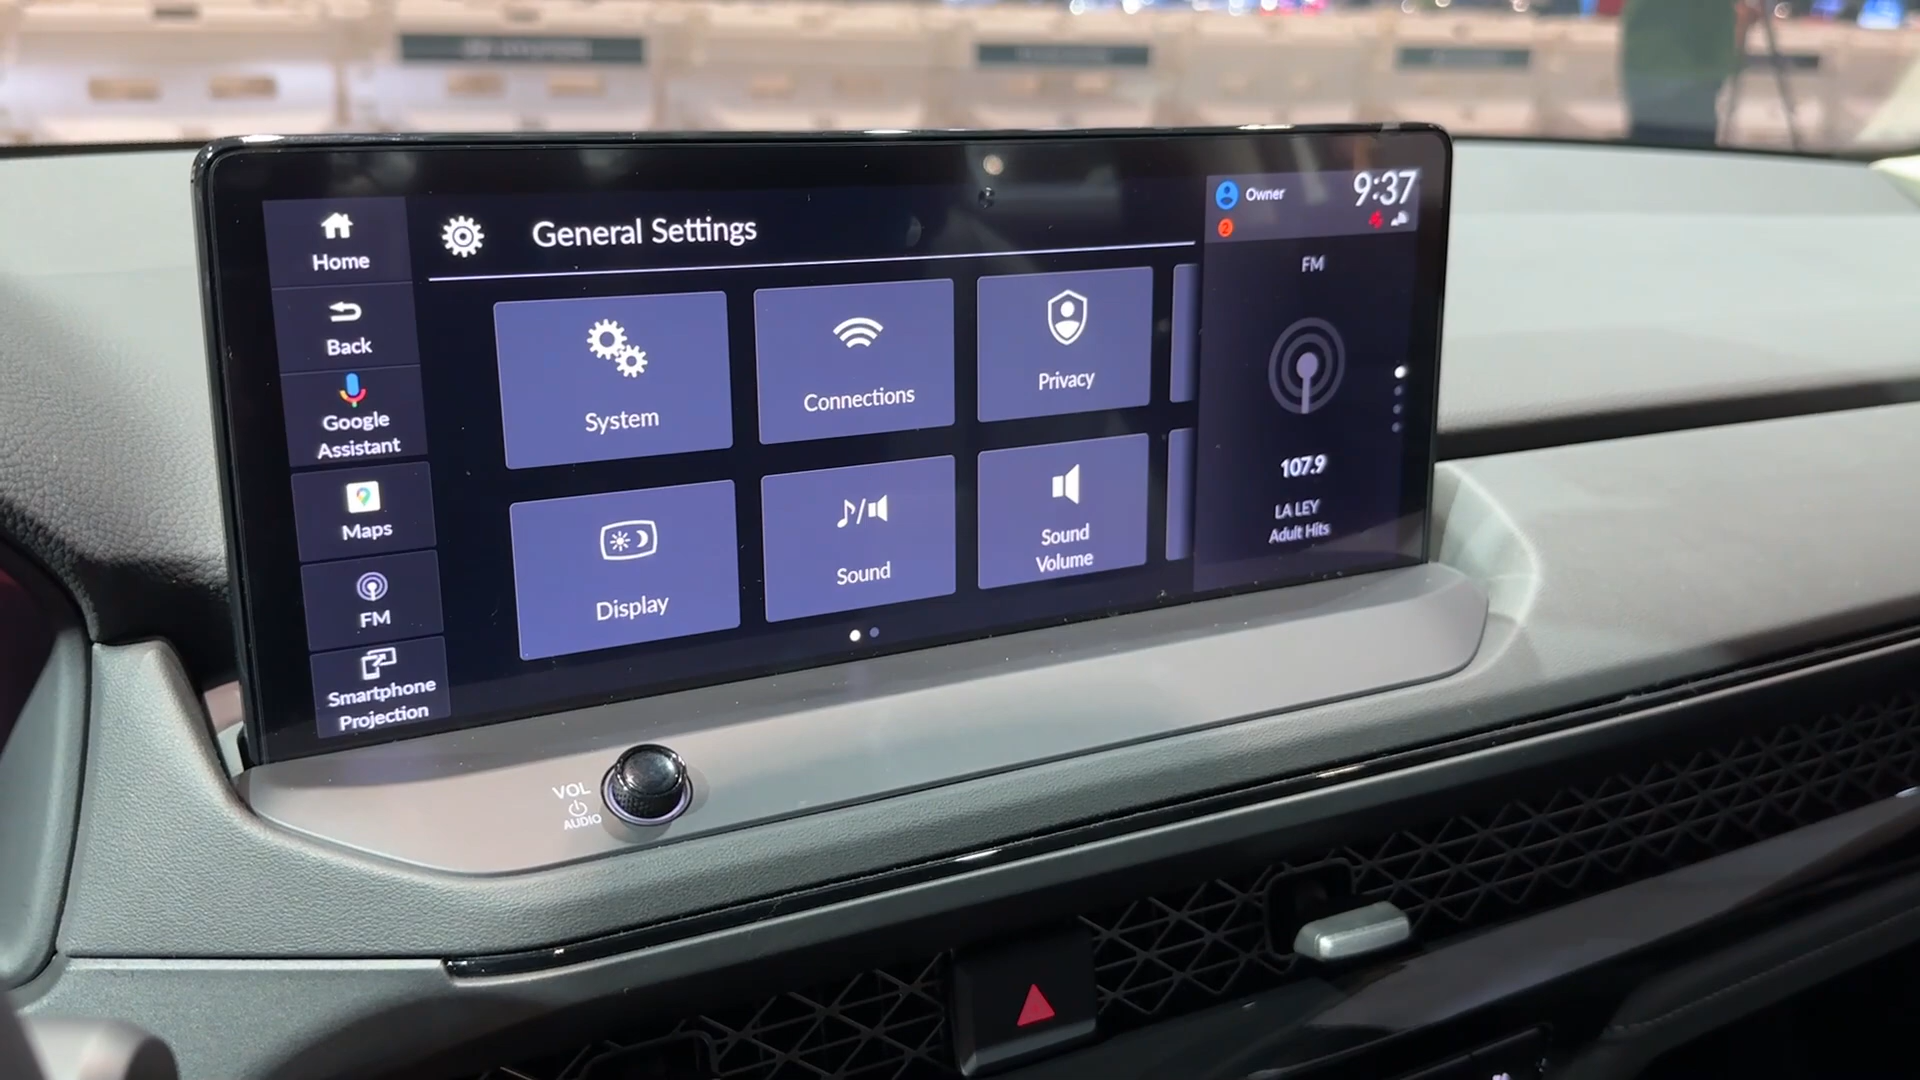 Home
Back
Google
Assistant
Maps
FM
Smartphone
Projection
General Settings
System
Connections
Privacy
Display
Sound
Sound
Volume
Owner
9:37
2
FM
107.9
LA LEY
Adult Hits
VOL
AUDIO